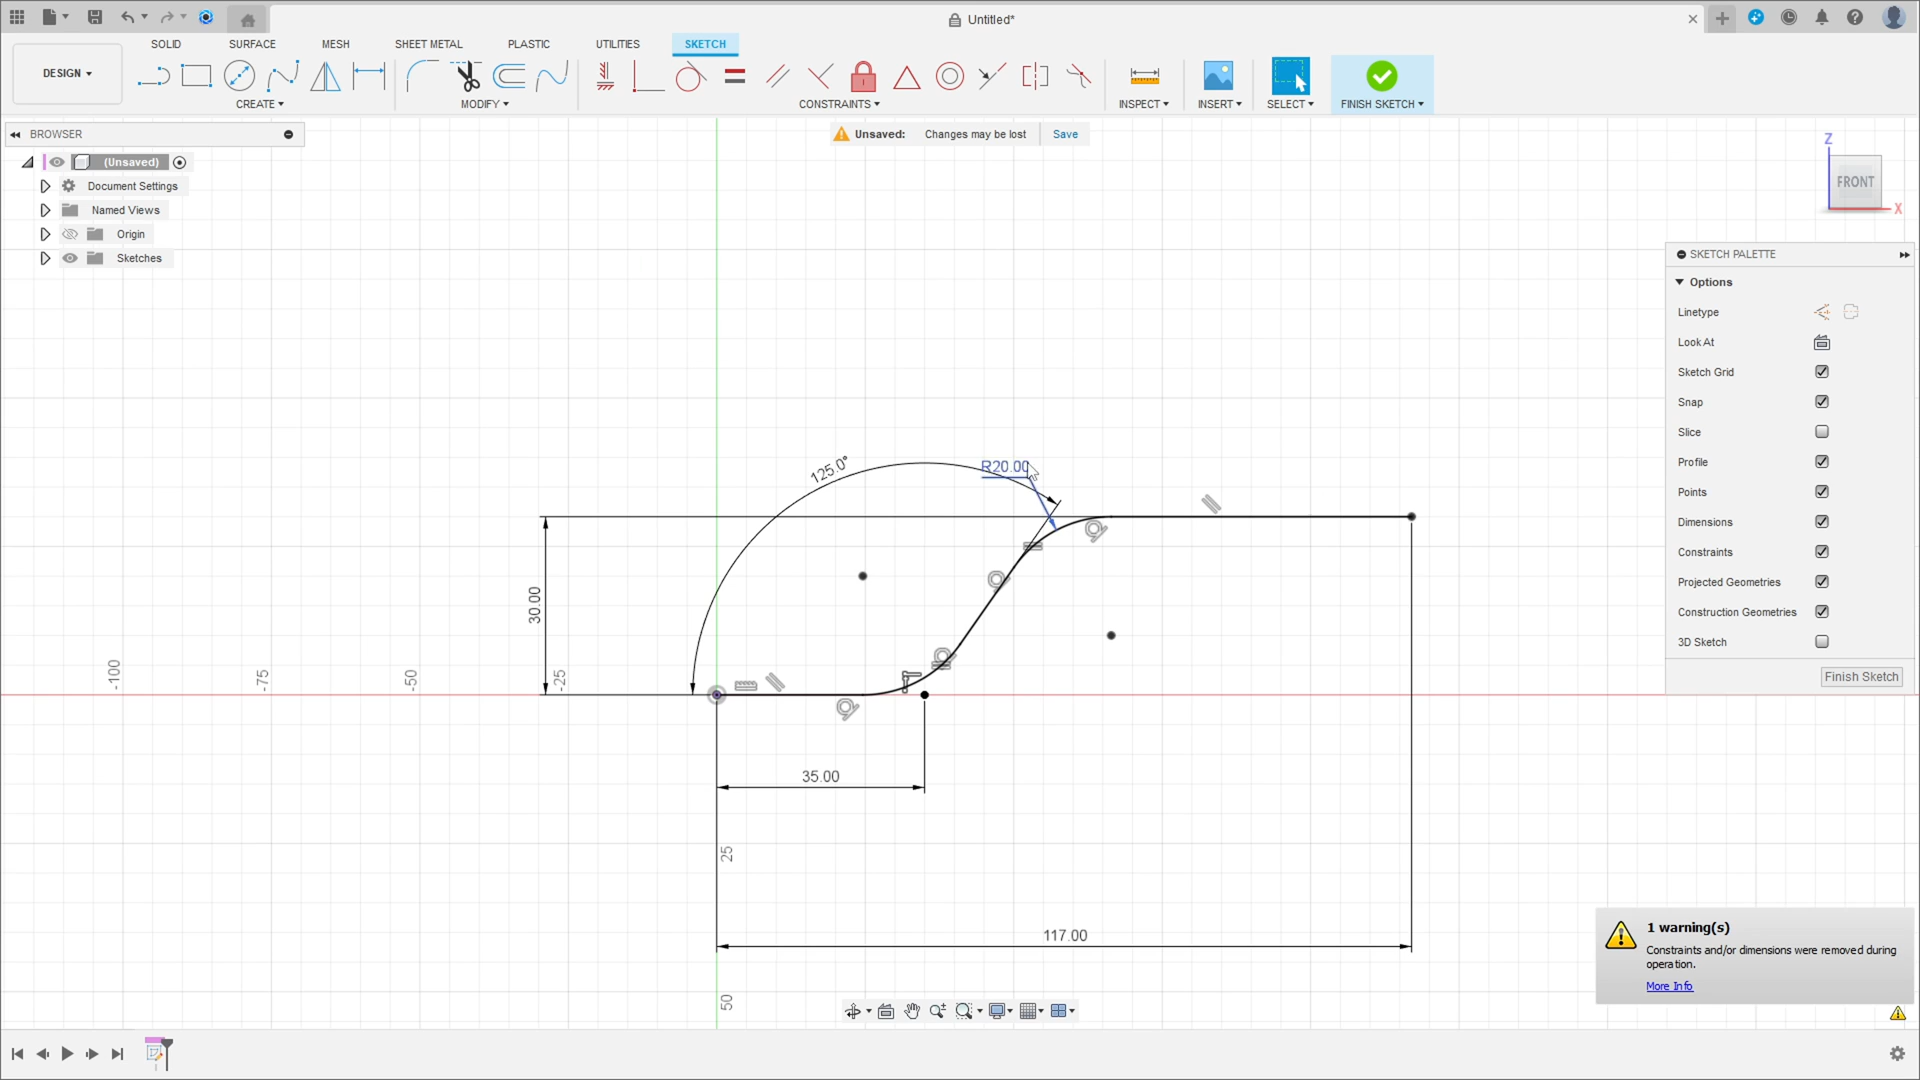 Untitled*
SOLID SURFACE MESH SHEET METAL PLASTIC UTILITIES SKETCH
DESIGN
CREATE MODIFY CONSTRAINTS INSPECT INSERT SELECT FINISH SKETCH
BROWSER
Unsaved: Changes may be lost Save
(Unsaved)
Document Settings
Named Views
Origin
Sketches
Z
FRONT
X
SKETCH PALETTE
Options
Linetype
Look At
Sketch Grid
Snap
Slice
Profile
Points
Dimensions
Constraints
Projected Geometries
Construction Geometries
3D Sketch
Finish Sketch
125.0°
R20.00
30.00
-100
-75
-50
-25
35.00
25
117.00
50
1 warning(s)
Constraints and/or dimensions were removed during
operation.
More Info